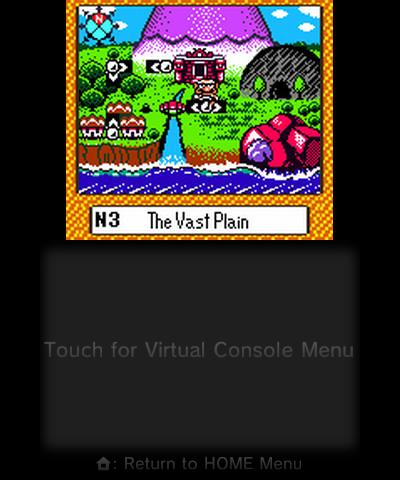 N3 The Vast Plain
Touch for Virtual Console Menu
: Return to HOME Menu